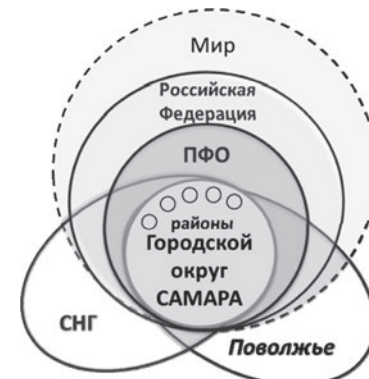 Мир
Российская
Федерация
ПФО
районы
Городской
округ
САМАРА
СНГ
Поволжье